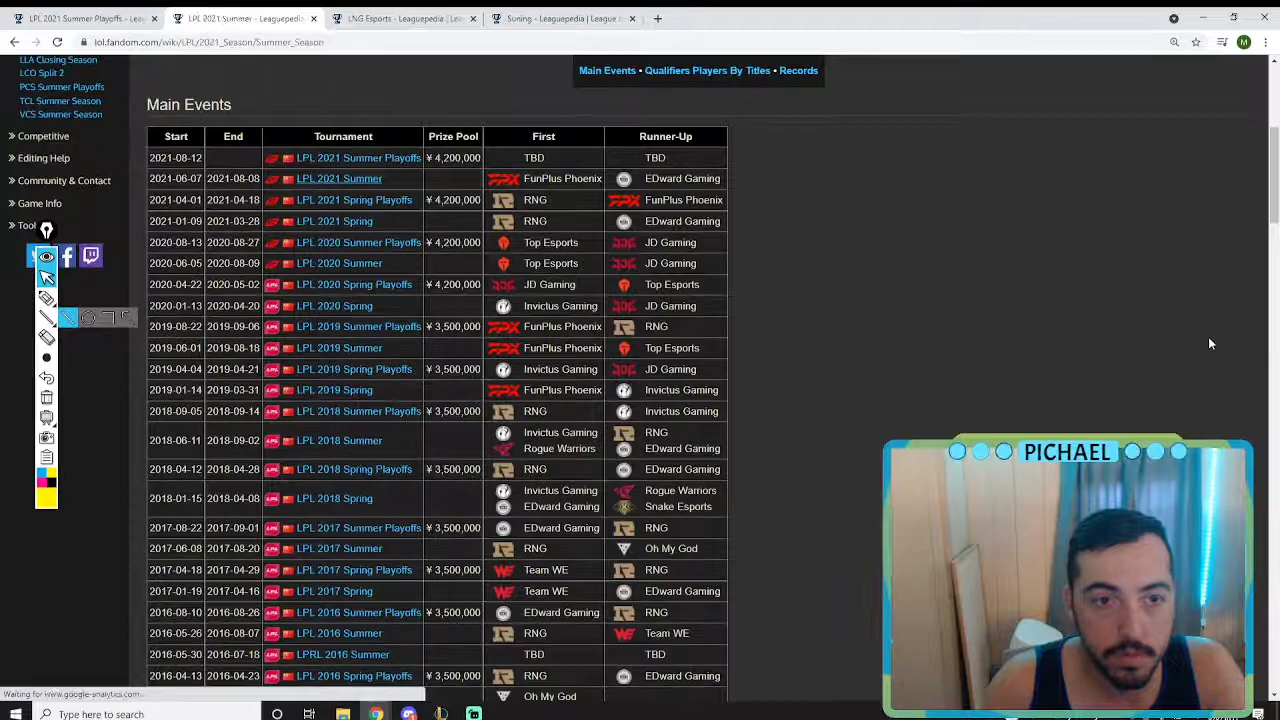 LPL 2021 Summer Playoffs - Lea
LPL 2021 Summer - Leaguepedia |
LNG Esports - Leaguepedia | Leag
Suning - Leaguepedia | League of
lol.fandom.com/wiki/LPL/2021_Season/Summer_Season
M
LLA Closing Season
LCO Split 2
PCS Summer Playoffs
TCL Summer Season
VCS Summer Season
Competitive
Editing Help
Community & Contact
Game Info
Tool
Main Events • Qualifiers Players By Titles • Records
Main Events
Start End Tournament Prize Pool First Runner-Up
2021-08-12 LPL 2021 Summer Playoffs ¥ 4,200,000 TBD TBD
2021-06-07 2021-08-08 LPL 2021 Summer FunPlus Phoenix EDward Gaming
2021-04-01 2021-04-18 LPL 2021 Spring Playoffs ¥ 4,200,000 RNG FunPlus Phoenix
2021-01-09 2021-03-28 LPL 2021 Spring RNG EDward Gaming
2020-08-13 2020-08-27 LPL 2020 Summer Playoffs ¥ 4,200,000 Top Esports JD Gaming
2020-06-05 2020-08-09 LPL 2020 Summer Top Esports JD Gaming
2020-04-22 2020-05-02 LPL 2020 Spring Playoffs ¥ 4,200,000 JD Gaming Top Esports
2020-01-13 2020-04-20 LPL 2020 Spring Invictus Gaming JD Gaming
2019-08-22 2019-09-06 LPL 2019 Summer Playoffs ¥ 3,500,000 FunPlus Phoenix RNG
2019-06-01 2019-08-18 LPL 2019 Summer FunPlus Phoenix Top Esports
2019-04-04 2019-04-21 LPL 2019 Spring Playoffs ¥ 3,500,000 Invictus Gaming JD Gaming
2019-01-14 2019-03-31 LPL 2019 Spring FunPlus Phoenix Invictus Gaming
2018-09-05 2018-09-14 LPL 2018 Summer Playoffs ¥ 3,500,000 RNG Invictus Gaming
2018-06-11 2018-09-02 LPL 2018 Summer Invictus Gaming RNG
Rogue Warriors EDward Gaming
2018-04-12 2018-04-28 LPL 2018 Spring Playoffs ¥ 3,500,000 RNG EDward Gaming
2018-01-15 2018-04-08 LPL 2018 Spring Invictus Gaming Rogue Warriors
EDward Gaming Snake Esports
2017-08-22 2017-09-01 LPL 2017 Summer Playoffs ¥ 3,500,000 EDward Gaming RNG
2017-06-08 2017-08-20 LPL 2017 Summer RNG Oh My God
2017-04-18 2017-04-29 LPL 2017 Spring Playoffs ¥ 3,500,000 Team WE RNG
2017-01-19 2017-04-16 LPL 2017 Spring Team WE EDward Gaming
2016-08-10 2016-08-26 LPL 2016 Summer Playoffs ¥ 3,500,000 EDward Gaming RNG
2016-05-26 2016-08-07 LPL 2016 Summer RNG Team WE
2016-05-30 2016-07-18 LPRL 2016 Summer TBD TBD
2016-04-13 2016-04-23 LPL 2016 Spring Playoffs ¥ 3,500,000 RNG EDward Gaming
Oh My God
PICHAEL
Waiting for www.google-analytics.com...
Type here to search